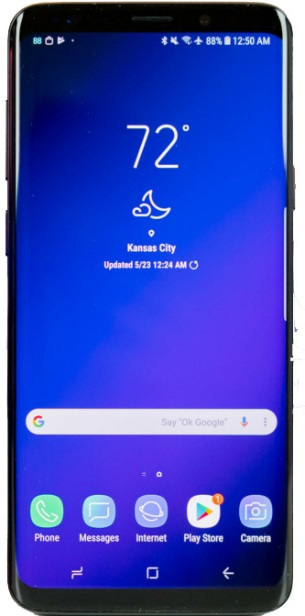 88 88% 12:50 AM
72°
Kansas City
Updated 5/23 12:24 AM
G Say "Ok Google"
1
Phone Messages Internet Play Store Camera